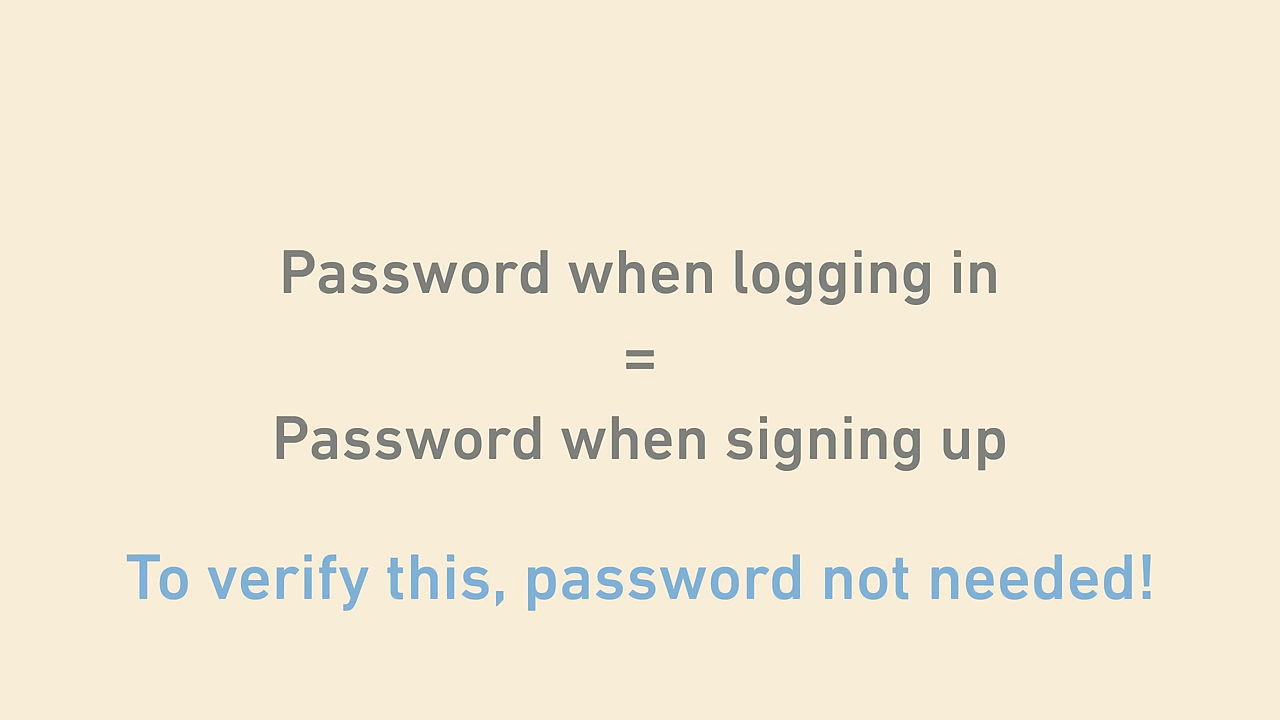 Password when logging in
=
Password when signing up
To verify this, password not needed!